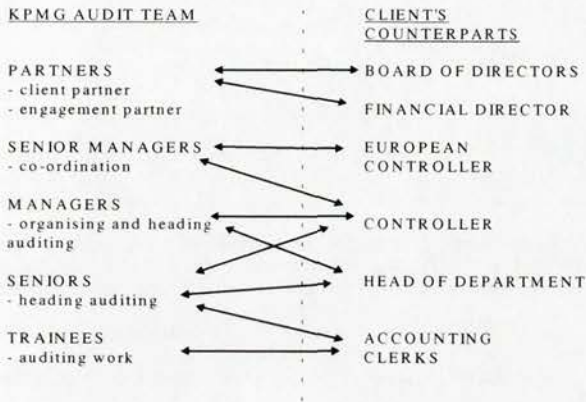 KPMG AUDIT TEAM
CLIENT'S
COUNTERPARTS
PARTNERS
- client partner
- engagement partner
BOARD OF DIRECTORS
FINANCIAL DIRECTOR
SENIOR MANAGERS
- co-ordination
EUROPEAN
CONTROLLER
MANAGERS
- organising and heading
auditing
CONTROLLER
SENIORS
- heading auditing
HEAD OF DEPARTMENT
TRAINEES
- auditing work
ACCOUNTING
CLERKS